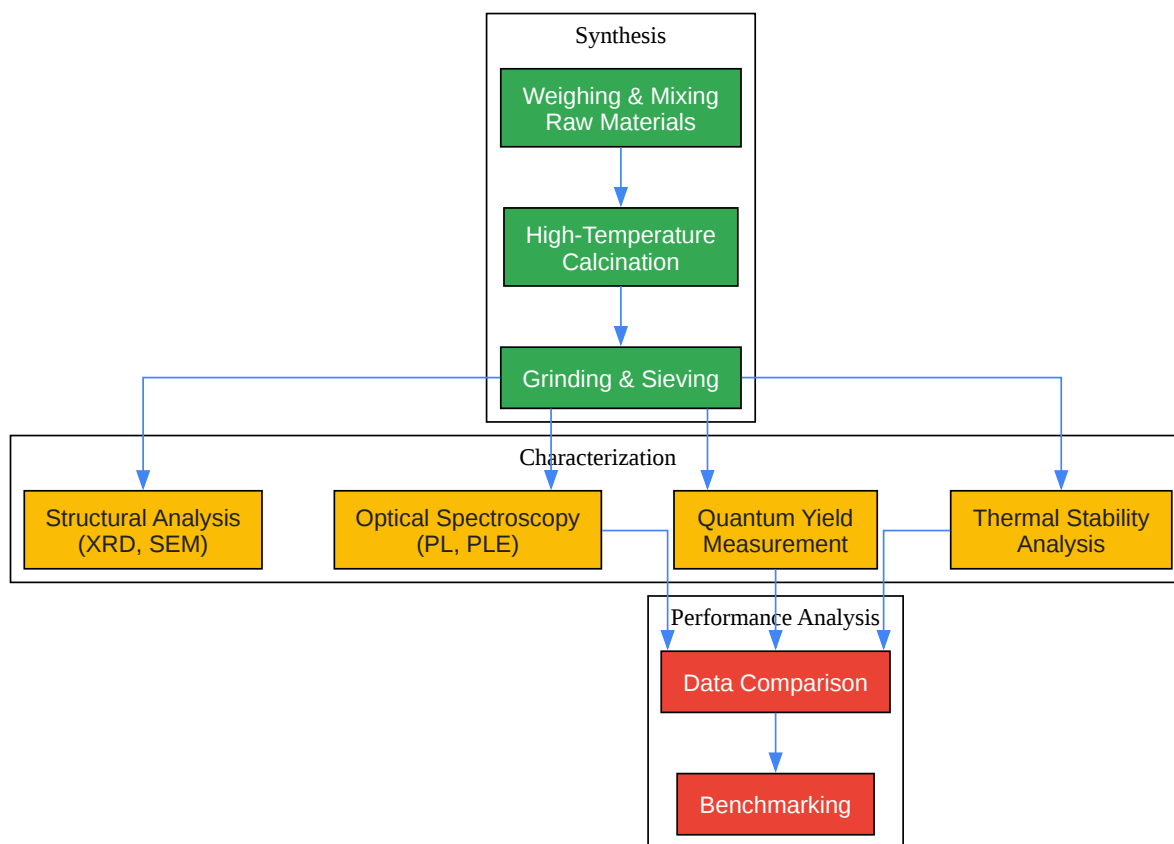 Synthesis
Weighing & Mixing
Raw Materials
High-Temperature
Calcination
Grinding & Sieving
Characterization
Structural Analysis
(XRD, SEM)
Optical Spectroscopy
(PL, PLE)
Quantum Yield
Measurement
Thermal Stability
Analysis
Performance Analysis
Data Comparison
Benchmarking